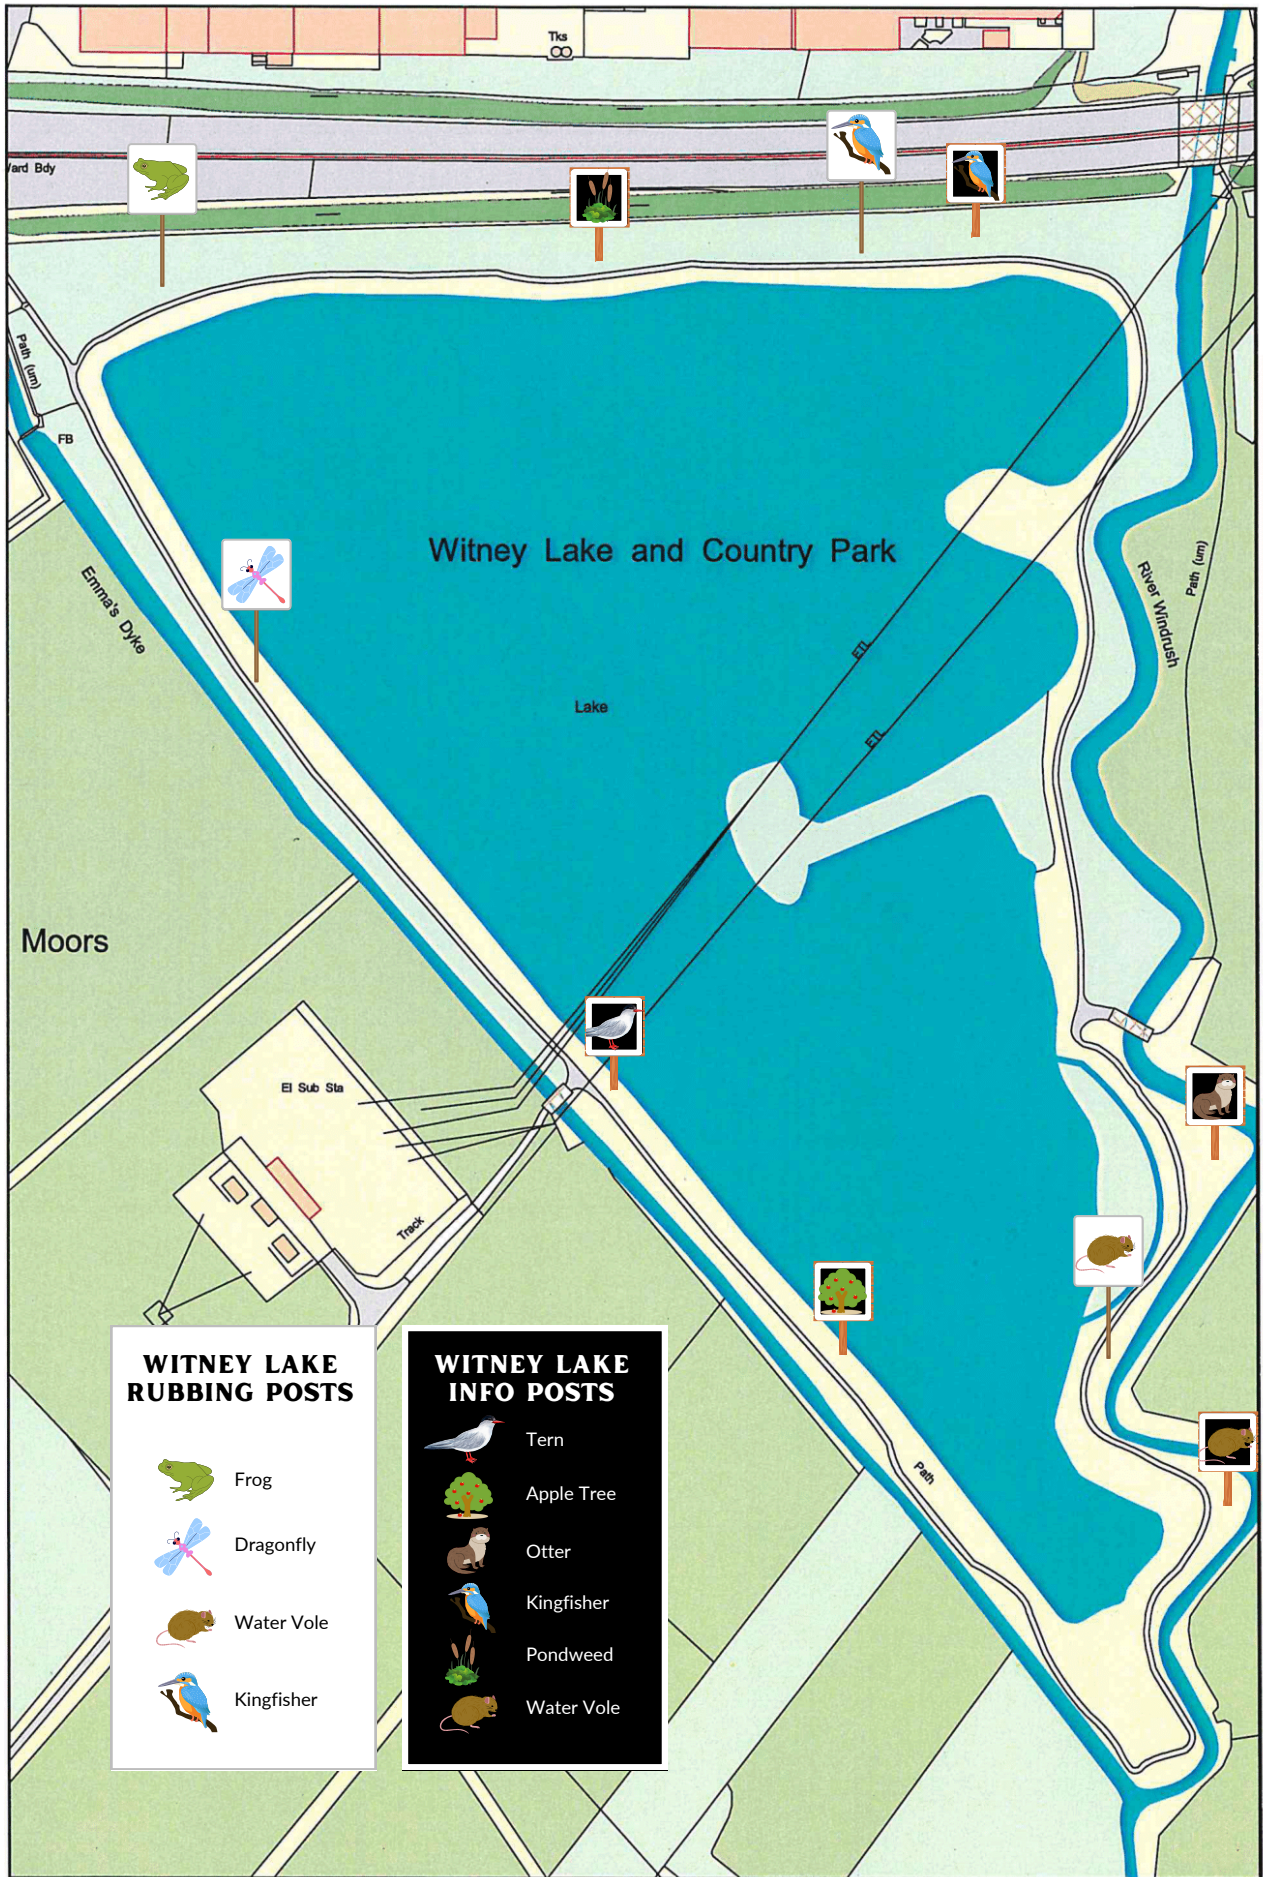 Tks
Ward Bdy
Path (um)
FB
Witney Lake and Country Park
Emma's Dyke
River Windrush
Path (um)
ETL
Lake
ETL
Moors
El Sub Sta
Track
Path
WITNEY LAKE
RUBBING POSTS
Frog
Dragonfly
Water Vole
Kingfisher
WITNEY LAKE
INFO POSTS
Tern
Apple Tree
Otter
Kingfisher
Pondweed
Water Vole